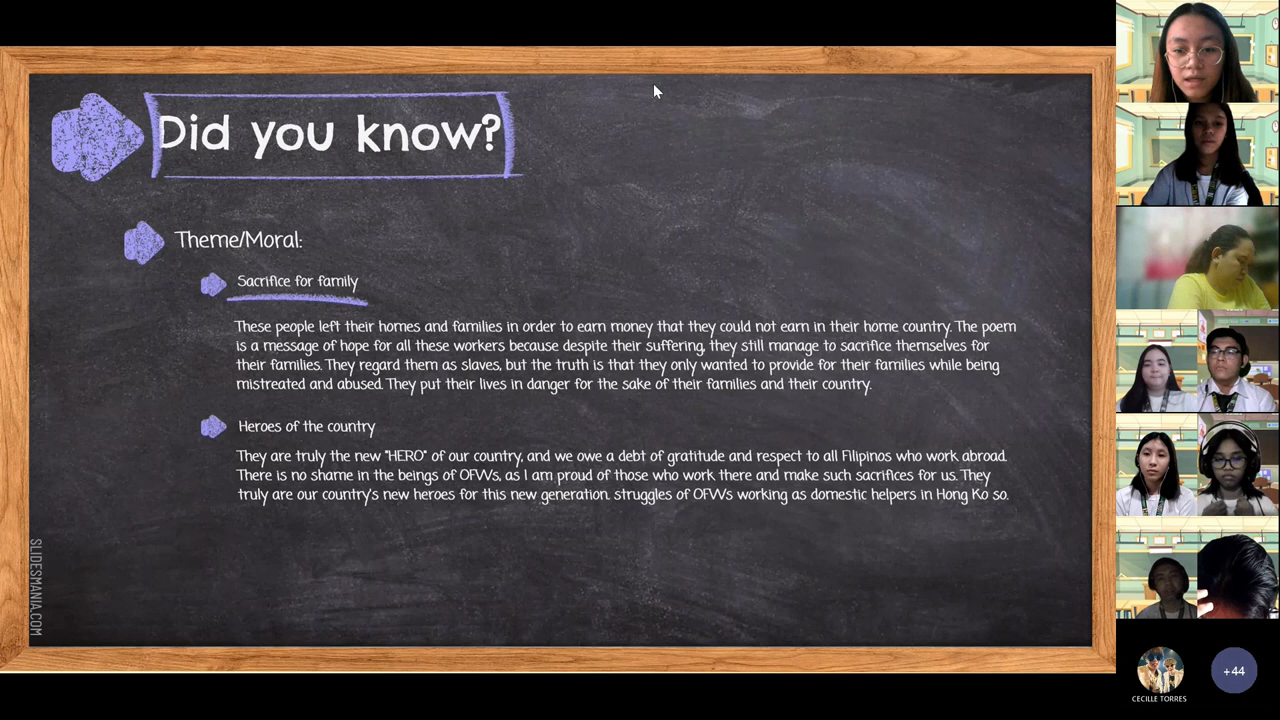 Did you know?
Theme/Moral:
Sacrifice for family
These people left their homes and families in order to earn money that they could not earn in their home country. The poem
is a message of hope for all these workers because despite their suffering, they still manage to sacrifice themselves for
their families. They regard them as slaves, but the truth is that they only wanted to provide for their families while being
mistreated and abused. They put their lives in danger for the sake of their families and their country.
Heroes of the country
They are truly the new "HERO" of our country, and we owe a debt of gratitude and respect to all Filipinos who work abroad.
There is no shame in the beings of OFWs, as I am proud of those who work there and make such sacrifices for us. They
truly are our country's new heroes for this new generation. struggles of OFWs working as domestic helpers in Hong Ko so.
SLIDESMANIA.COM
CECILLE TORRES
+44